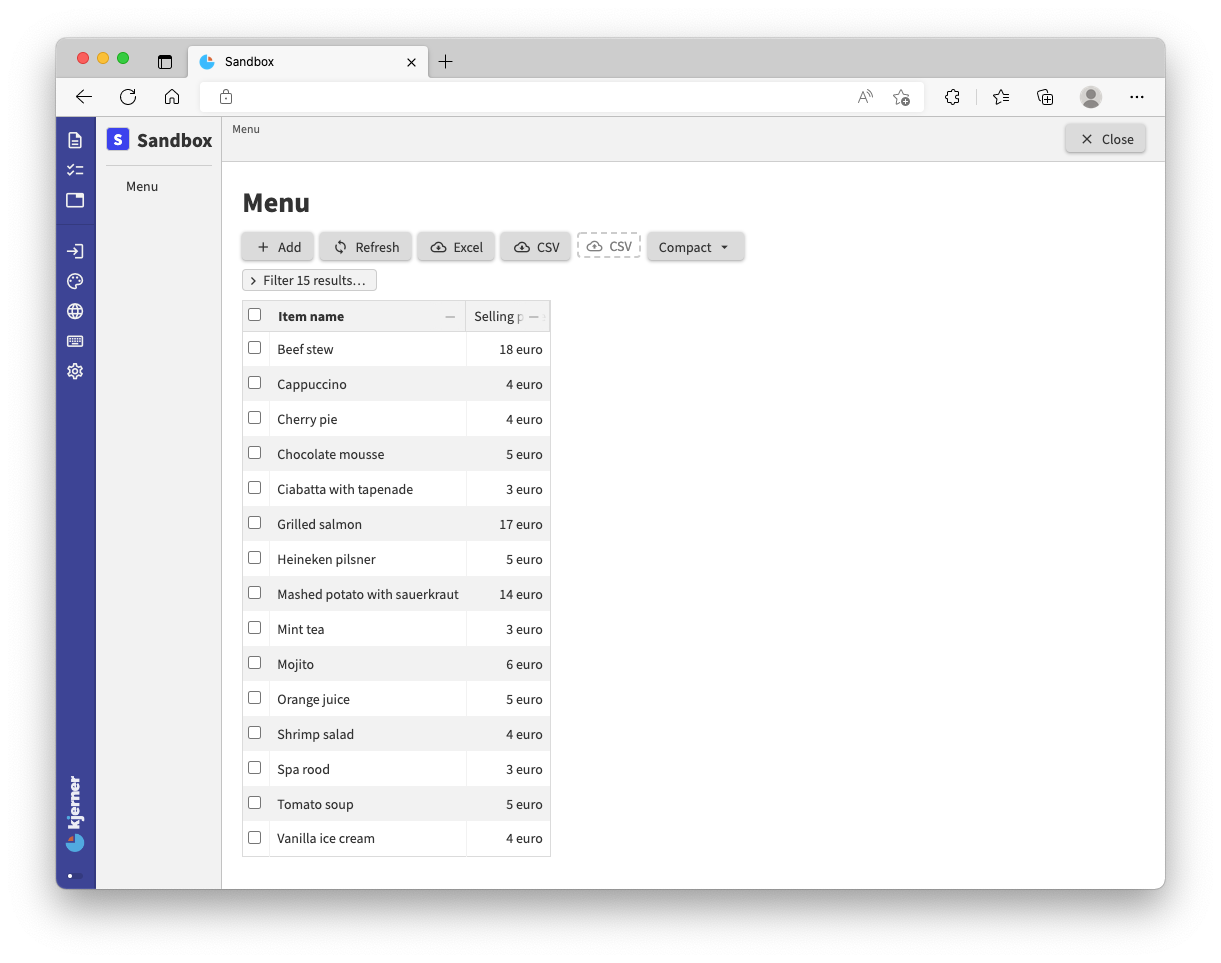 Sandbox
S Sandbox
Menu
Close
Menu
Menu
Add Refresh Excel CSV CSV Compact
Filter 15 results…
Item name Selling
Beef stew 18 euro
Cappuccino 4 euro
Cherry pie 4 euro
Chocolate mousse 5 euro
Ciabatta with tapenade 3 euro
Grilled salmon 17 euro
Heineken pilsner 5 euro
Mashed potato with sauerkraut 14 euro
Mint tea 3 euro
Mojito 6 euro
Orange juice 5 euro
Shrimp salad 4 euro
Spa rood 3 euro
Tomato soup 5 euro
Vanilla ice cream 4 euro
kjerner